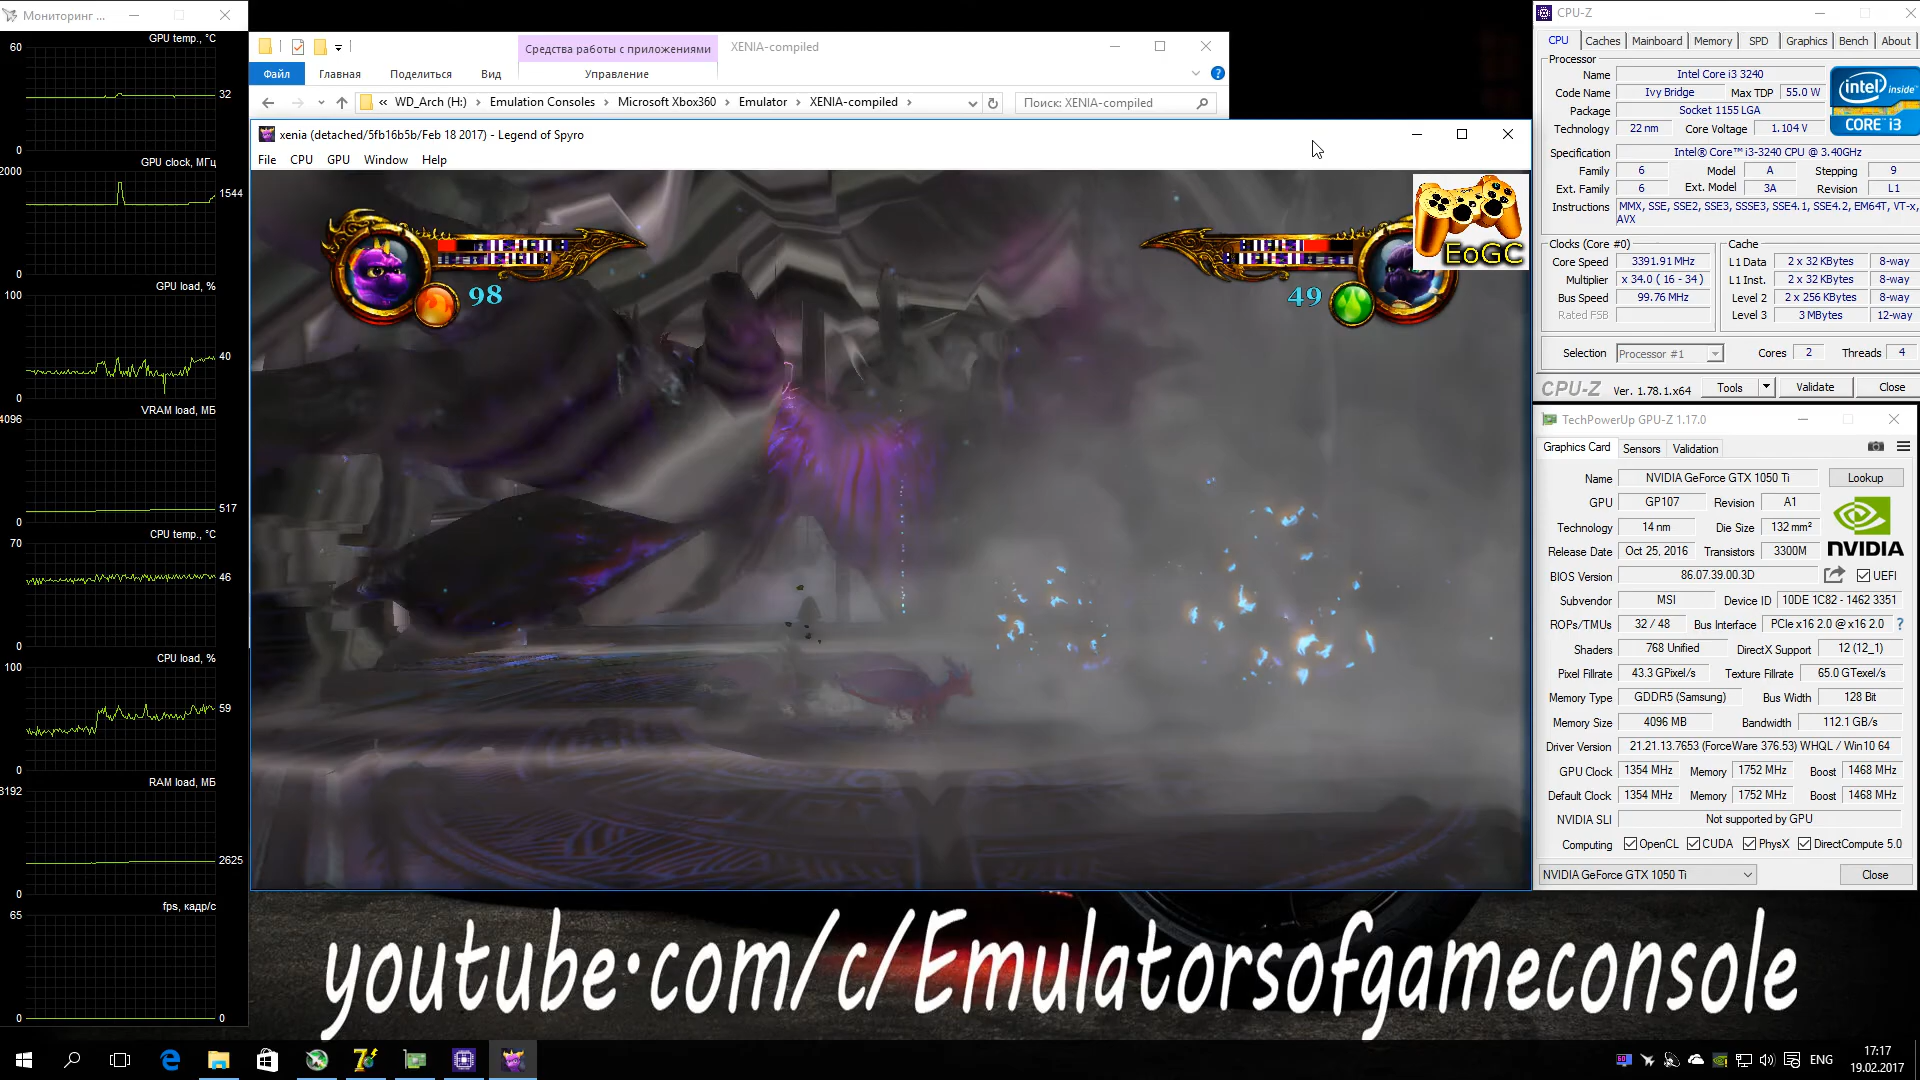 Мониторинг ...
GPU temp., °C
60
32
0
GPU clock, МГц
2000
1544
0
GPU load, %
100
40
0
VRAM load, МБ
4096
517
0
CPU temp., °C
70
46
0
CPU load, %
100
59
0
RAM load, МБ
8192
2625
0
fps, кадр/с
65
0
0
Средства работы с приложениями
XENIA-compiled
Файл
Главная
Поделиться
Вид
Управление
« WD_Arch (H:) › Emulation Consoles › Microsoft Xbox360 › Emulator › XENIA-compiled ›
Поиск: XENIA-compiled
xenia (detached/5fb16b5b/Feb 18 2017) - Legend of Spyro
File CPU GPU Window Help
98
49
EoGC
CPU-Z
CPU Caches Mainboard Memory SPD Graphics Bench About
Processor
Name Intel Core i3 3240
Code Name Ivy Bridge Max TDP 55.0 W
Package Socket 1155 LGA
Technology 22 nm Core Voltage 1.104 V
intel inside™
CORE i3
Specification Intel® Core™ i3-3240 CPU @ 3.40GHz
Family 6 Model A Stepping 9
Ext. Family 6 Ext. Model 3A Revision L1
Instructions MMX, SSE, SSE2, SSE3, SSSE3, SSE4.1, SSE4.2, EM64T, VT-x,
AVX
Clocks (Core #0) Cache
Core Speed 3391.91 MHz L1 Data 2 x 32 KBytes 8-way
Multiplier x 34.0 ( 16 - 34 ) L1 Inst. 2 x 32 KBytes 8-way
Bus Speed 99.76 MHz Level 2 2 x 256 KBytes 8-way
Rated FSB Level 3 3 MBytes 12-way
Selection Processor #1 Cores 2 Threads 4
CPU-Z Ver. 1.78.1.x64 Tools Validate Close
TechPowerUp GPU-Z 1.17.0
Graphics Card Sensors Validation
Name NVIDIA GeForce GTX 1050 Ti Lookup
GPU GP107 Revision A1
Technology 14 nm Die Size 132 mm²
Release Date Oct 25, 2016 Transistors 3300M
NVIDIA
BIOS Version 86.07.39.00.3D UEFI
Subvendor MSI Device ID 10DE 1C82 - 1462 3351
ROPs/TMUs 32 / 48 Bus Interface PCIe x16 2.0 @ x16 2.0 ?
Shaders 768 Unified DirectX Support 12 (12_1)
Pixel Fillrate 43.3 GPixel/s Texture Fillrate 65.0 GTexel/s
Memory Type GDDR5 (Samsung) Bus Width 128 Bit
Memory Size 4096 MB Bandwidth 112.1 GB/s
Driver Version 21.21.13.7653 (ForceWare 376.53) WHQL / Win10 64
GPU Clock 1354 MHz Memory 1752 MHz Boost 1468 MHz
Default Clock 1354 MHz Memory 1752 MHz Boost 1468 MHz
NVIDIA SLI Not supported by GPU
Computing OpenCL CUDA PhysX DirectCompute 5.0
NVIDIA GeForce GTX 1050 Ti Close
youtube.com/c/Emulatorsofgameconsole
ENG
17:17
19.02.2017